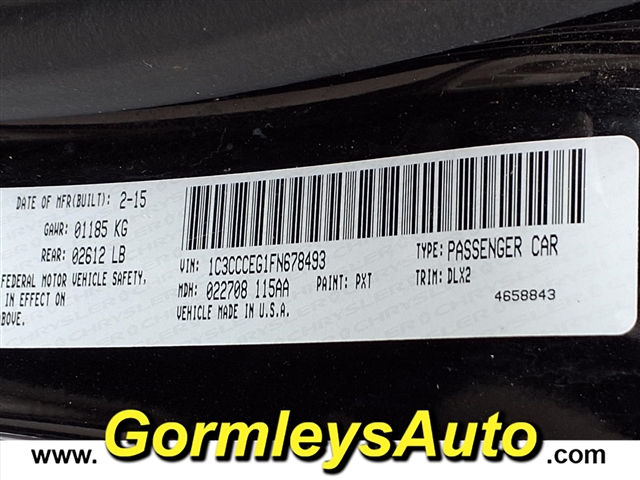 DATE OF MFR(BUILT): 2-15
GAWR: 01185 KG
REAR: 02612 LB
FEDERAL MOTOR VEHICLE SAFETY,
IN EFFECT ON
ABOVE.
VIN: 1C3CCCEG1FN678493
TYPE: PASSENGER CAR
MDH: 022708 115AA
PAINT: PXT
TRIM: DLX2
VEHICLE MADE IN U.S.A.
4658843
www.GormleysAuto.com